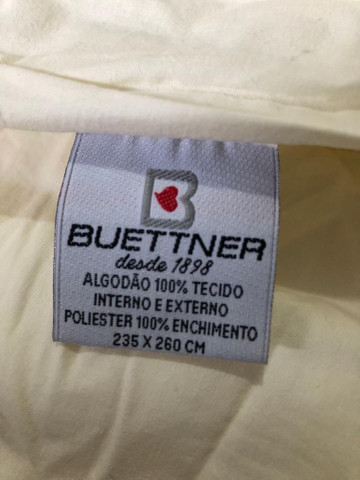 B
BUETTNER
desde 1898
ALGODÃO 100% TECIDO
INTERNO E EXTERNO
POLIESTER 100% ENCHIMENTO
235 X 260 CM